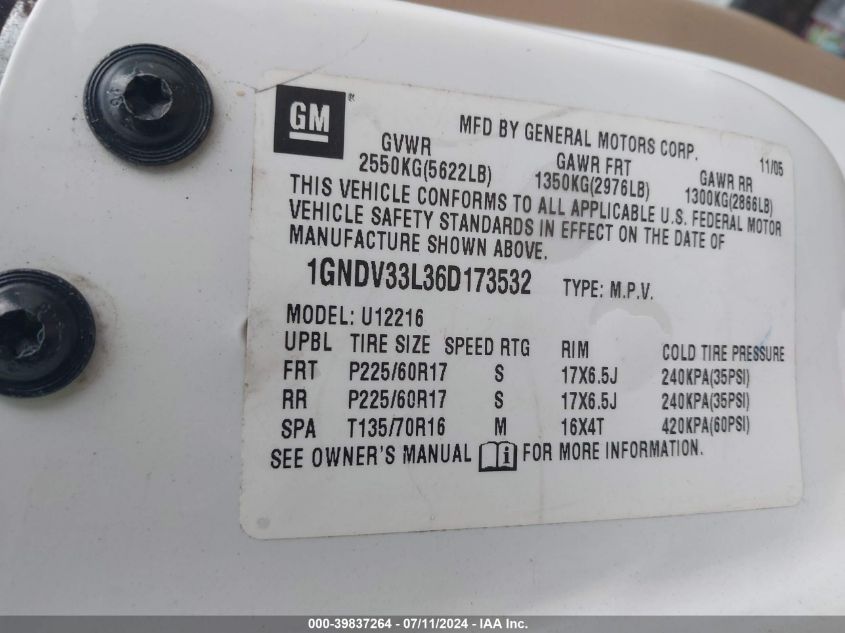 GM®
MFD BY GENERAL MOTORS CORP. 11/05
GVWR GAWR FRT GAWR RR
2550KG(5622LB) 1350KG(2976LB) 1300KG(2866LB)
THIS VEHICLE CONFORMS TO ALL APPLICABLE U.S. FEDERAL MOTOR
VEHICLE SAFETY STANDARDS IN EFFECT ON THE DATE OF
MANUFACTURE SHOWN ABOVE.
1GNDV33L36D173532 TYPE: M.P.V.
MODEL: U12216
UPBL TIRE SIZE SPEED RTG RIM COLD TIRE PRESSURE
FRT P225/60R17 S 17X6.5J 240KPA(35PSI)
RR P225/60R17 S 17X6.5J 240KPA(35PSI)
SPA T135/70R16 M 16X4T 420KPA(60PSI)
SEE OWNER'S MANUAL i FOR MORE INFORMATION.
000-39837264 - 07/11/2024 - IAA Inc.